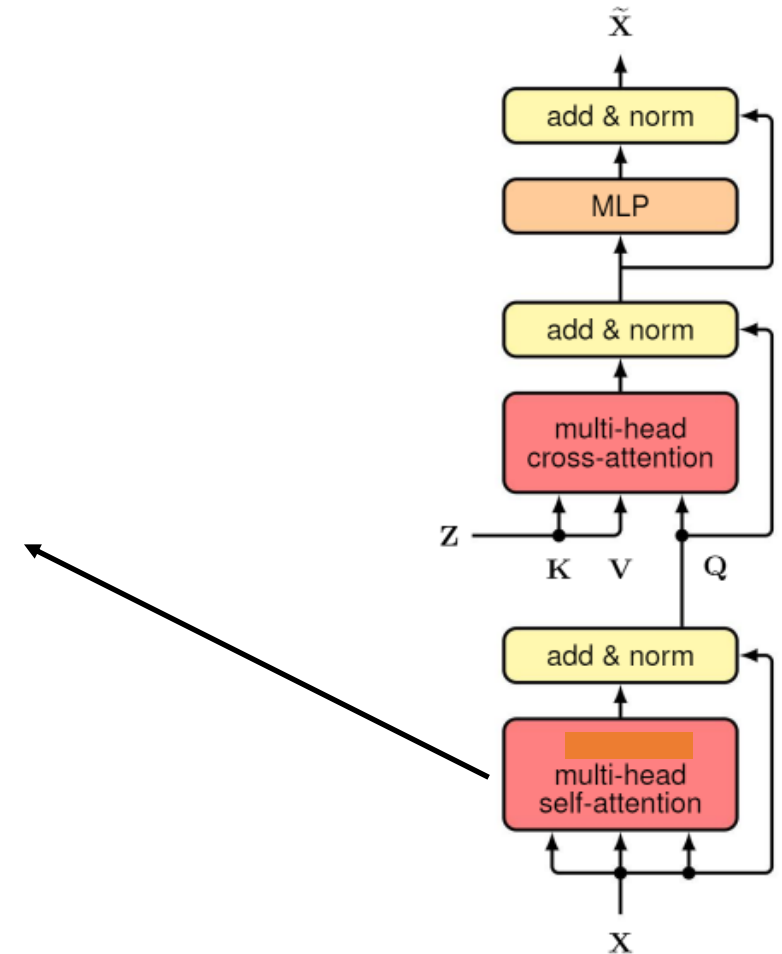 X̃
add & norm
MLP
add & norm
multi-head
cross-attention
Z
K V Q
add & norm
multi-head
self-attention
X